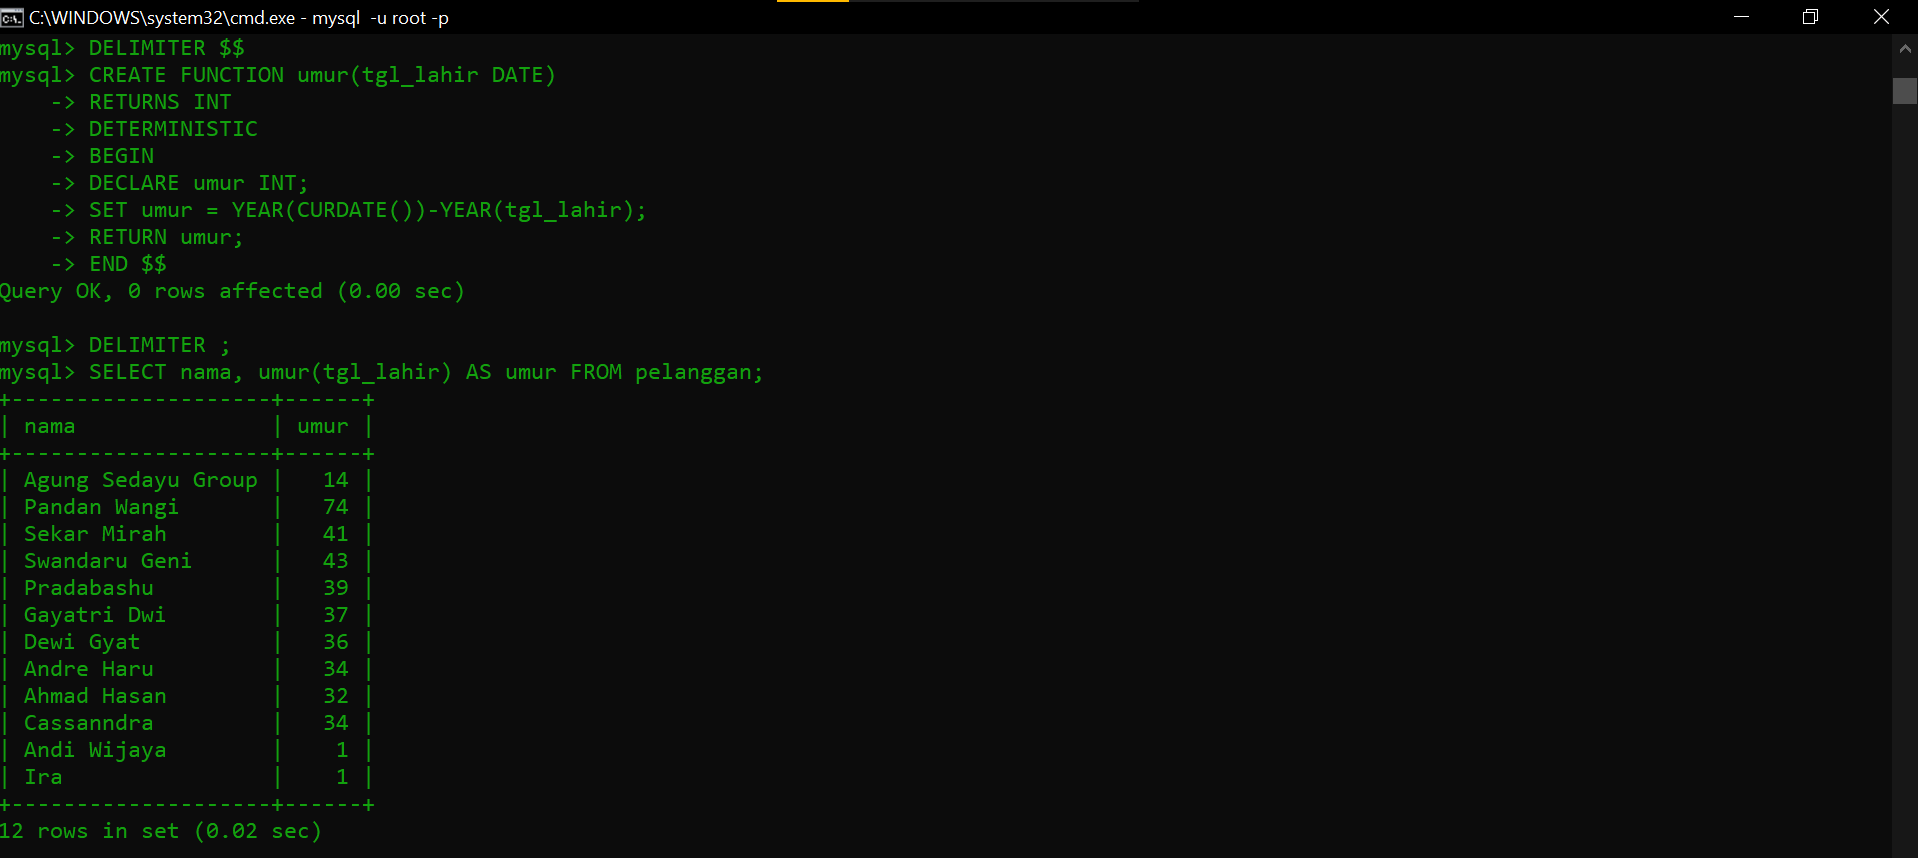 C:\WINDOWS\system32\cmd.exe - mysql  -u root -p
mysql> DELIMITER $$
mysql> CREATE FUNCTION umur(tgl_lahir DATE)
    -> RETURNS INT
    -> DETERMINISTIC
    -> BEGIN
    -> DECLARE umur INT;
    -> SET umur = YEAR(CURDATE())-YEAR(tgl_lahir);
    -> RETURN umur;
    -> END $$
Query OK, 0 rows affected (0.00 sec)

mysql> DELIMITER ;
mysql> SELECT nama, umur(tgl_lahir) AS umur FROM pelanggan;
+--------------------+------+
| nama               | umur |
+--------------------+------+
| Agung Sedayu Group |   14 |
| Pandan Wangi       |   74 |
| Sekar Mirah        |   41 |
| Swandaru Geni      |   43 |
| Pradabashu         |   39 |
| Gayatri Dwi        |   37 |
| Dewi Gyat          |   36 |
| Andre Haru         |   34 |
| Ahmad Hasan        |   32 |
| Cassanndra         |   34 |
| Andi Wijaya        |    1 |
| Ira                |    1 |
+--------------------+------+
12 rows in set (0.02 sec)